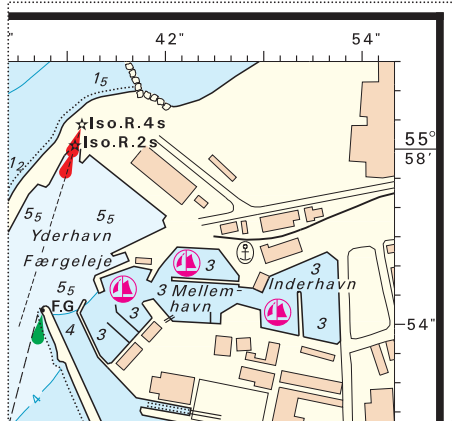 42" 54"
1₅
Iso.R.4s
Iso.R.2s
55°
58'
1₂
5₅ 5₅
Yderhavn
Færgeleje
5₅
F.G
4
3
3
3
3
Mellem-
havn
3
Inderhavn
3
54"
4